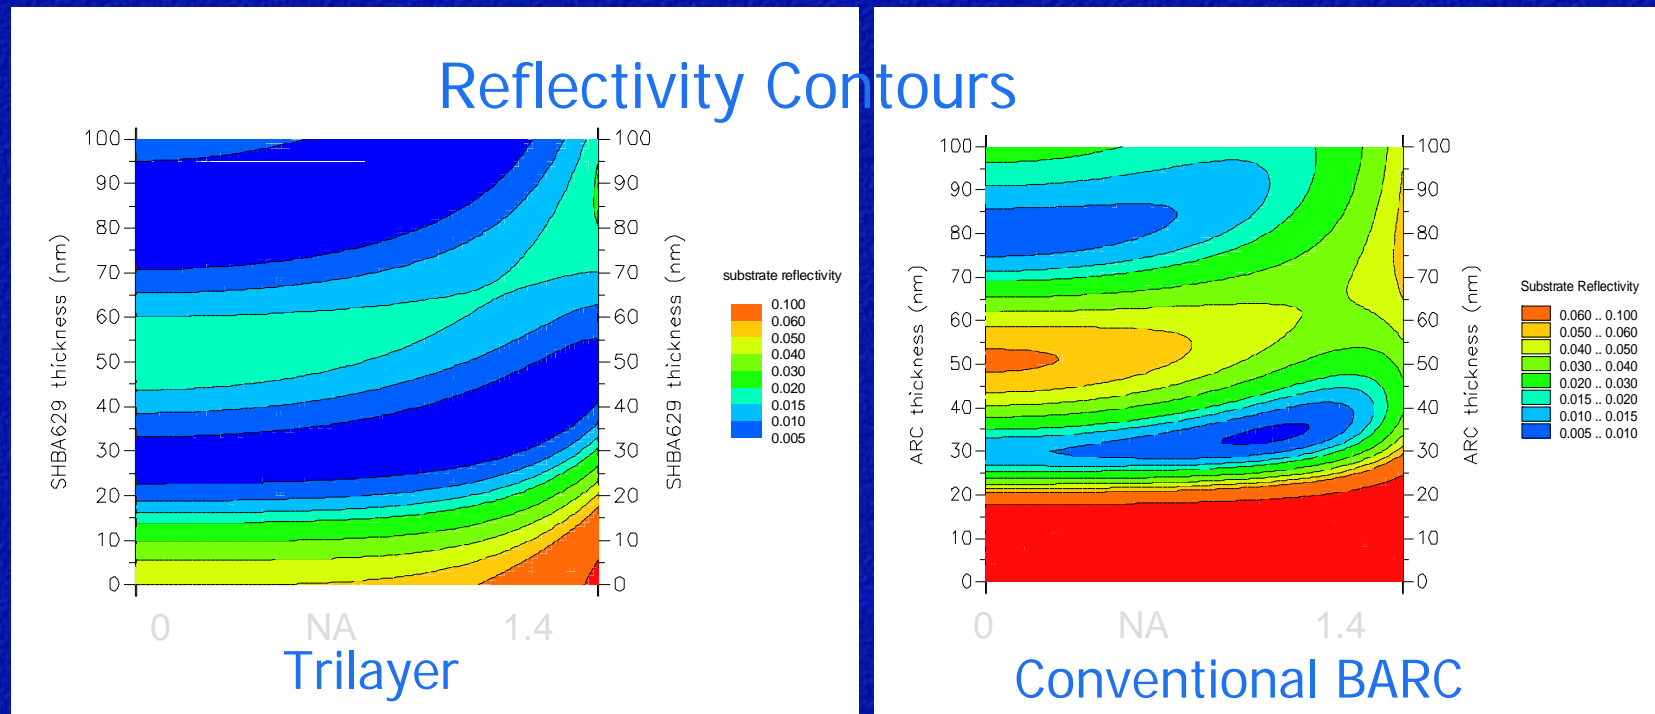 Reflectivity Contours
100
90
80
70
60
50
40
30
20
10
0
SHBA629 thickness (nm)
100
90
80
70
60
50
40
30
20
10
0
SHBA629 thickness (nm)
0 NA 1.4
substrate reflectivity
0.100
0.060
0.050
0.040
0.030
0.020
0.015
0.010
0.005
Trilayer
100
90
80
70
60
50
40
30
20
10
0
ARC thickness (nm)
100
90
80
70
60
50
40
30
20
10
0
ARC thickness (nm)
0 NA 1.4
Substrate Reflectivity
0.060 .. 0.100
0.050 .. 0.060
0.040 .. 0.050
0.030 .. 0.040
0.020 .. 0.030
0.015 .. 0.020
0.010 .. 0.015
0.005 .. 0.010
Conventional BARC